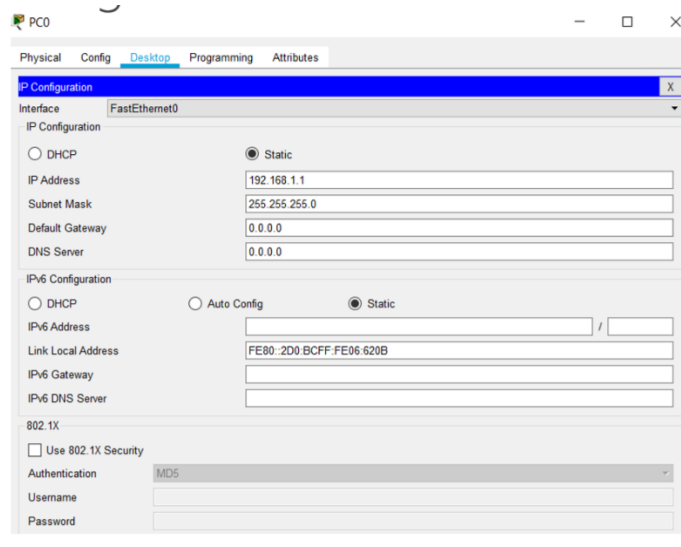 PC0
Physical Config Desktop Programming Attributes
IP Configuration X
Interface FastEthernet0
IP Configuration
DHCP Static
IP Address 192.168.1.1
Subnet Mask 255.255.255.0
Default Gateway 0.0.0.0
DNS Server 0.0.0.0
IPv6 Configuration
DHCP Auto Config Static
IPv6 Address /
Link Local Address FE80::2D0:BCFF:FE06:620B
IPv6 Gateway
IPv6 DNS Server
802.1X
Use 802.1X Security
Authentication MD5
Username
Password